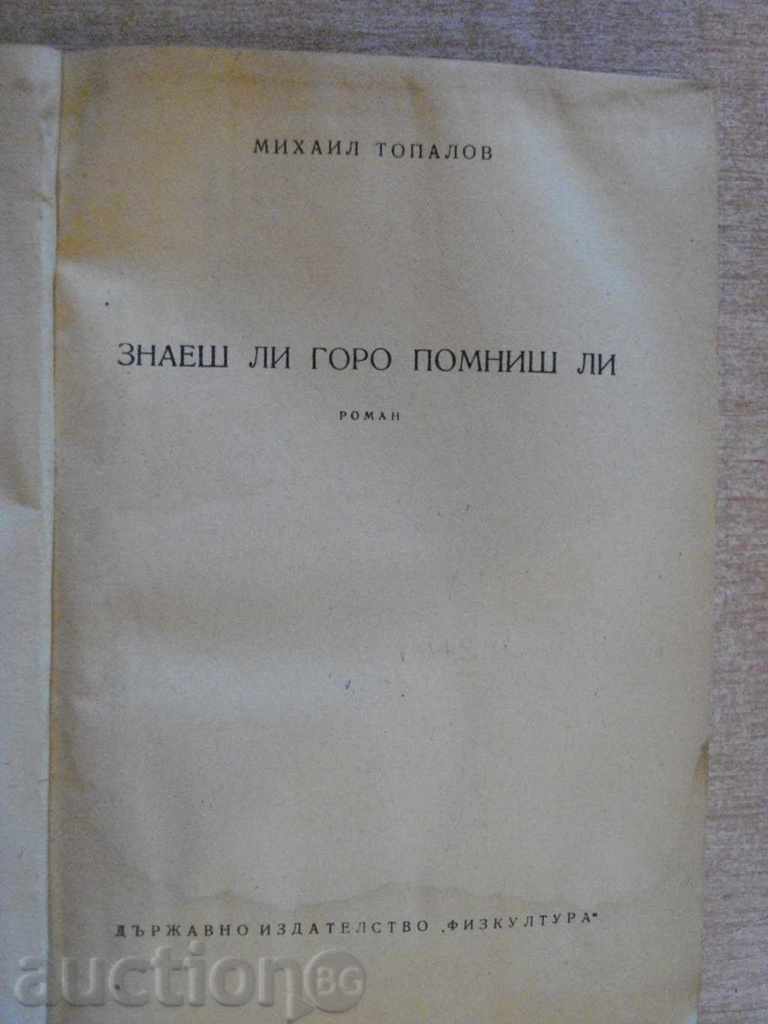 МИХАИЛ ТОПАЛОВ
ЗНАЕШ ЛИ ГОРО ПОМНИШ ЛИ
РОМАН
ДЪРЖАВНО ИЗДАТЕЛСТВО „ФИЗКУЛТУРА“
auctionBG